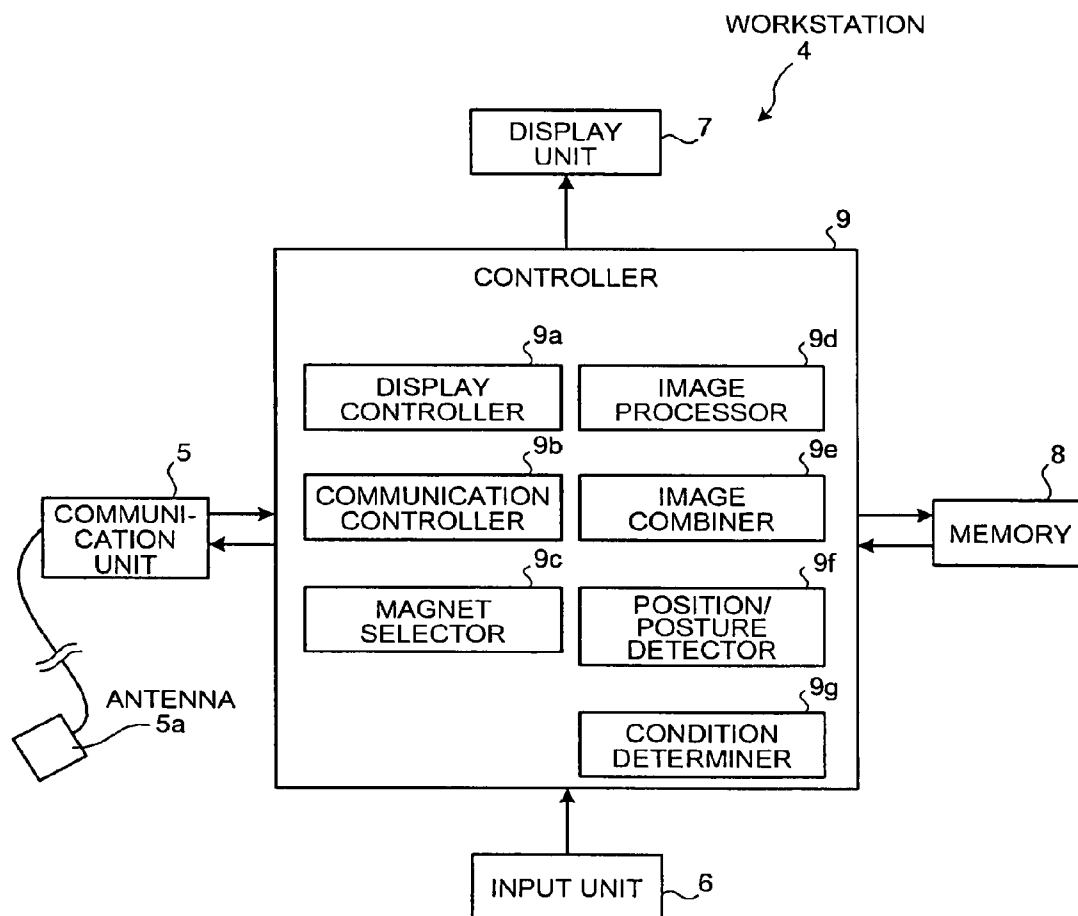 WORKSTATION
4
DISPLAY
UNIT
7
9
CONTROLLER
9a
DISPLAY
CONTROLLER
9d
IMAGE
PROCESSOR
9b
COMMUNICATION
CONTROLLER
9e
IMAGE
COMBINER
9c
MAGNET
SELECTOR
9f
POSITION/
POSTURE
DETECTOR
9g
CONDITION
DETERMINER
5
COMMUNI-
CATION
UNIT
ANTENNA
5a
8
MEMORY
INPUT UNIT
6